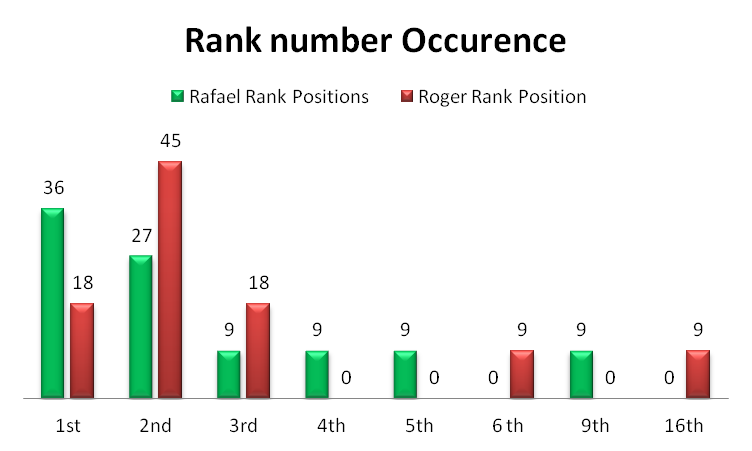 Rank number Occurence
Rafael Rank Positions Roger Rank Position
36 18 27 45 9 18 9 0 9 0 0 9 9 0 0 9
1st 2nd 3rd 4th 5th 6 th 9th 16th